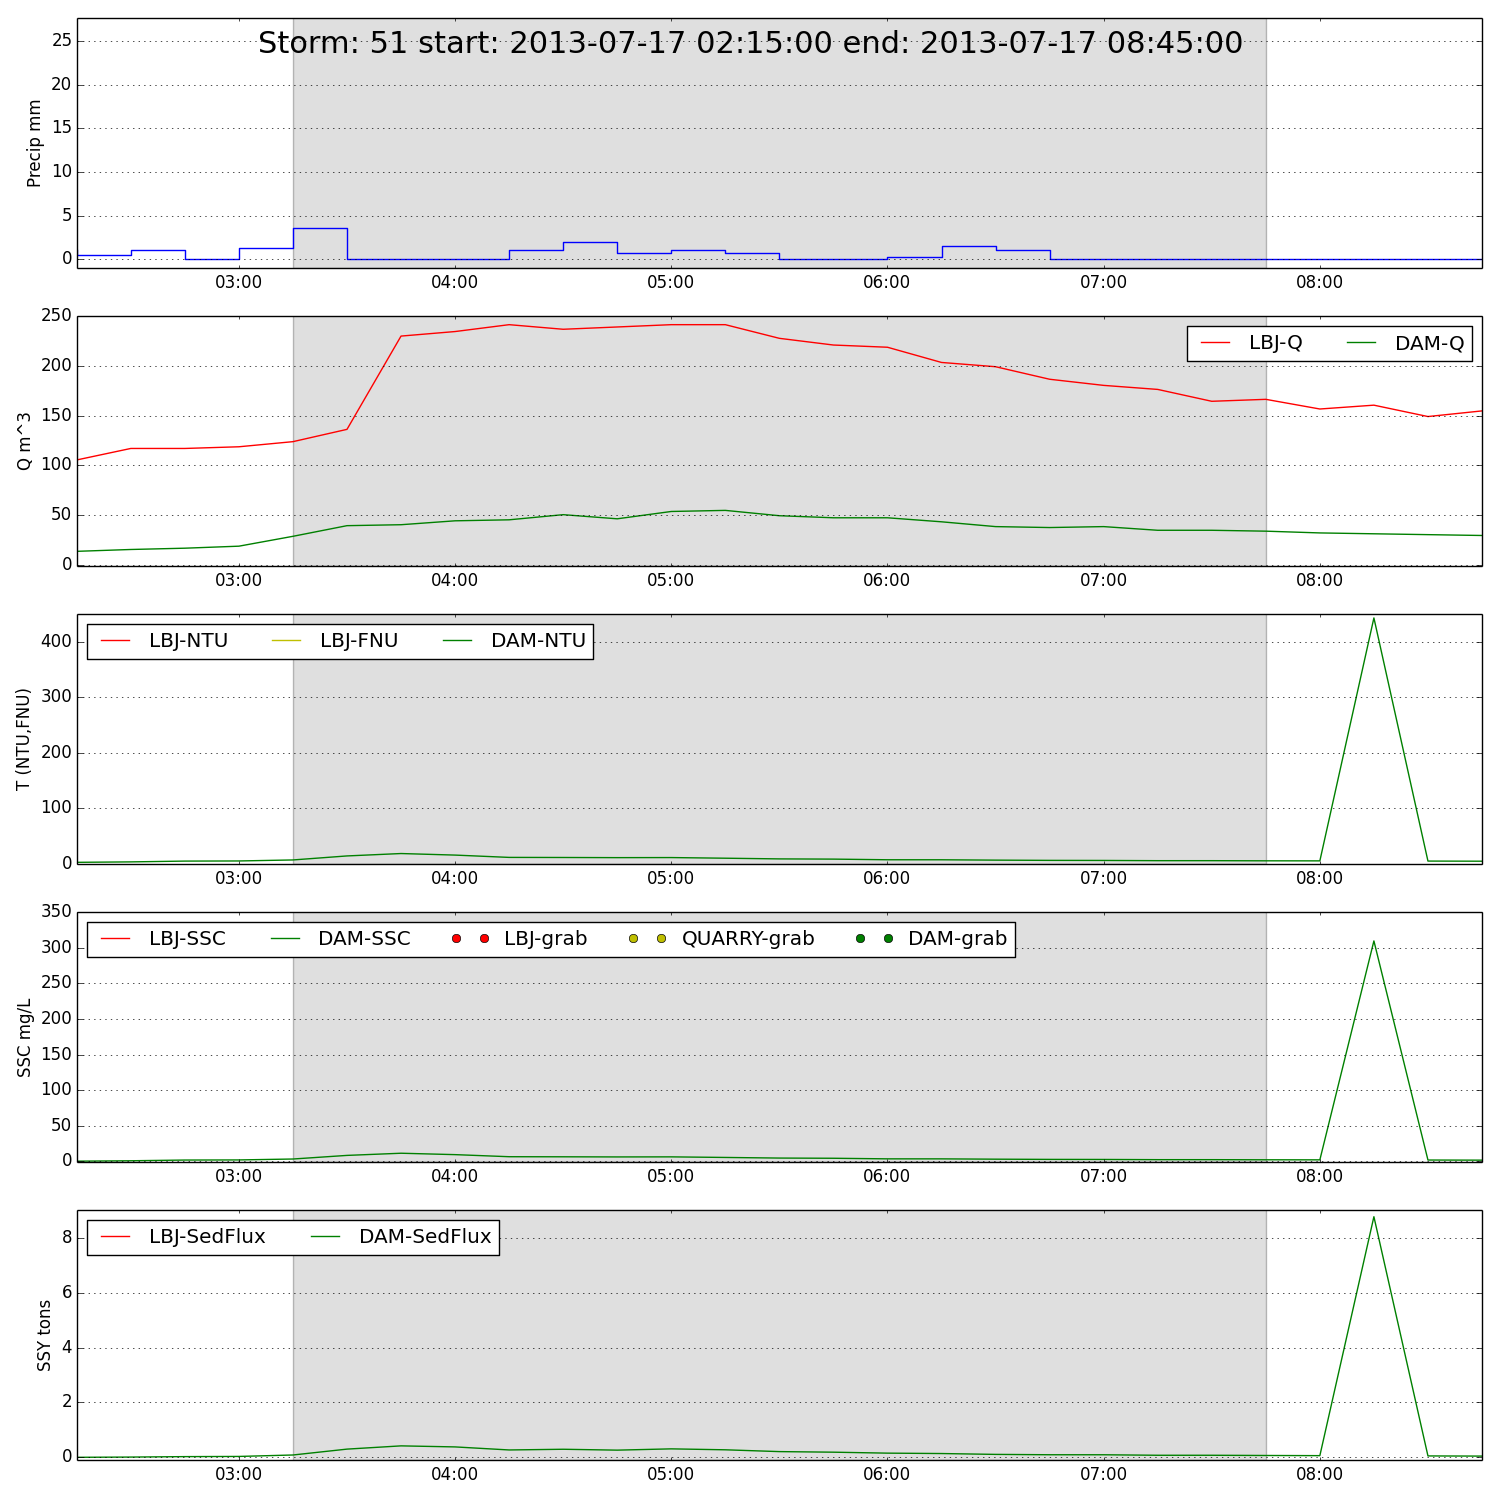 Storm: 51 start: 2013-07-17 02:15:00 end: 2013-07-17 08:45:00
Precip mm
25
20
15
10
5
0
03:00 04:00 05:00 06:00 07:00 08:00
Q m^3
250
200
150
100
50
0
LBJ-Q DAM-Q
03:00 04:00 05:00 06:00 07:00 08:00
T (NTU,FNU)
400
300
200
100
0
LBJ-NTU LBJ-FNU DAM-NTU
03:00 04:00 05:00 06:00 07:00 08:00
SSC mg/L
350
300
250
200
150
100
50
0
LBJ-SSC DAM-SSC LBJ-grab QUARRY-grab DAM-grab
03:00 04:00 05:00 06:00 07:00 08:00
SSY tons
8
6
4
2
0
LBJ-SedFlux DAM-SedFlux
03:00 04:00 05:00 06:00 07:00 08:00